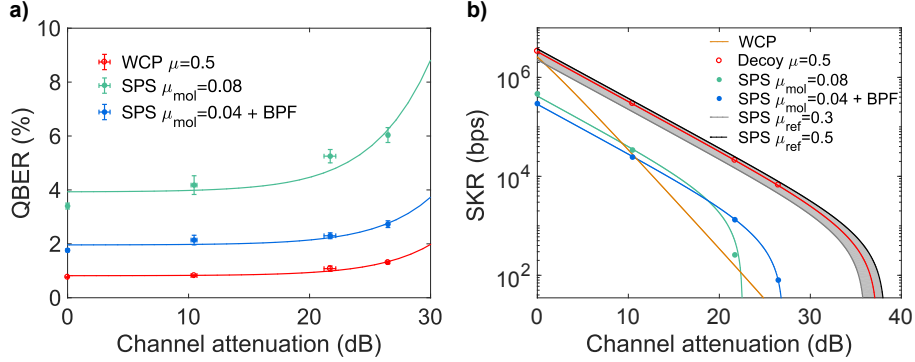 a)
QBER (%)
10
8
6
4
2
0
WCP μ=0.5
SPS μmol=0.08
SPS μmol=0.04 + BPF
0
10
20
30
Channel attenuation (dB)
b)
SKR (bps)
10^6
10^4
10^2
WCP
Decoy μ=0.5
SPS μmol=0.08
SPS μmol=0.04 + BPF
SPS μref=0.3
SPS μref=0.5
0
10
20
30
40
Channel attenuation (dB)